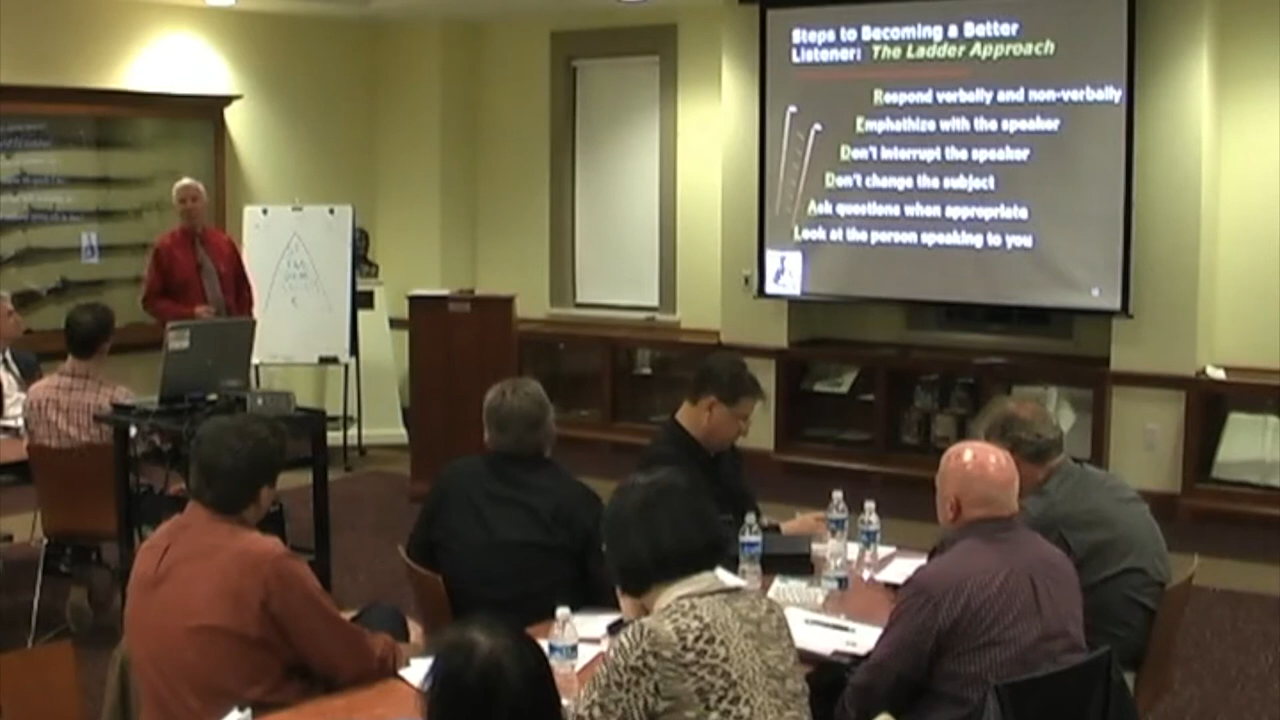 Steps to Becoming a Better
Listener: The Ladder Approach
Respond verbally and non-verbally
Emphathize with the speaker
Don't interrupt the speaker
Don't change the subject
Ask questions when appropriate
Look at the person speaking to you